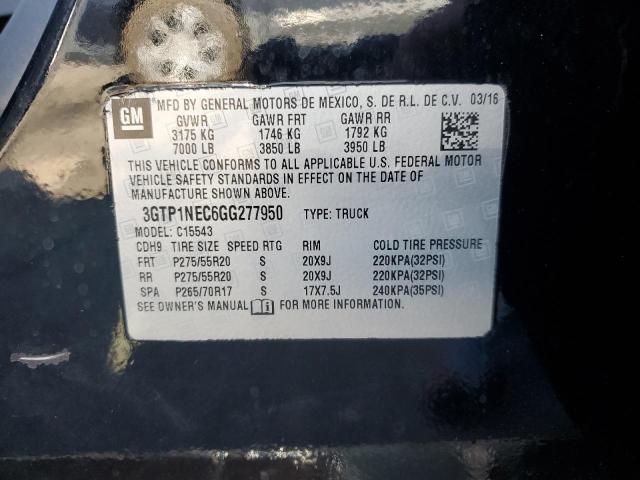 MFD BY GENERAL MOTORS DE MEXICO, S. DE R.L. DE C.V. 03/16
GM
GVWR GAWR FRT GAWR RR
3175 KG 1746 KG 1792 KG
7000 LB 3850 LB 3950 LB
THIS VEHICLE CONFORMS TO ALL APPLICABLE U.S. FEDERAL MOTOR
VEHICLE SAFETY STANDARDS IN EFFECT ON THE DATE OF
MANUFACTURE SHOWN ABOVE.
3GTP1NEC6GG277950 TYPE: TRUCK
MODEL: C15543
CDH9 TIRE SIZE SPEED RTG RIM COLD TIRE PRESSURE
FRT P275/55R20 S 20X9J 220KPA(32PSI)
RR P275/55R20 S 20X9J 220KPA(32PSI)
SPA P265/70R17 S 17X7.5J 240KPA(35PSI)
SEE OWNER'S MANUAL FOR MORE INFORMATION